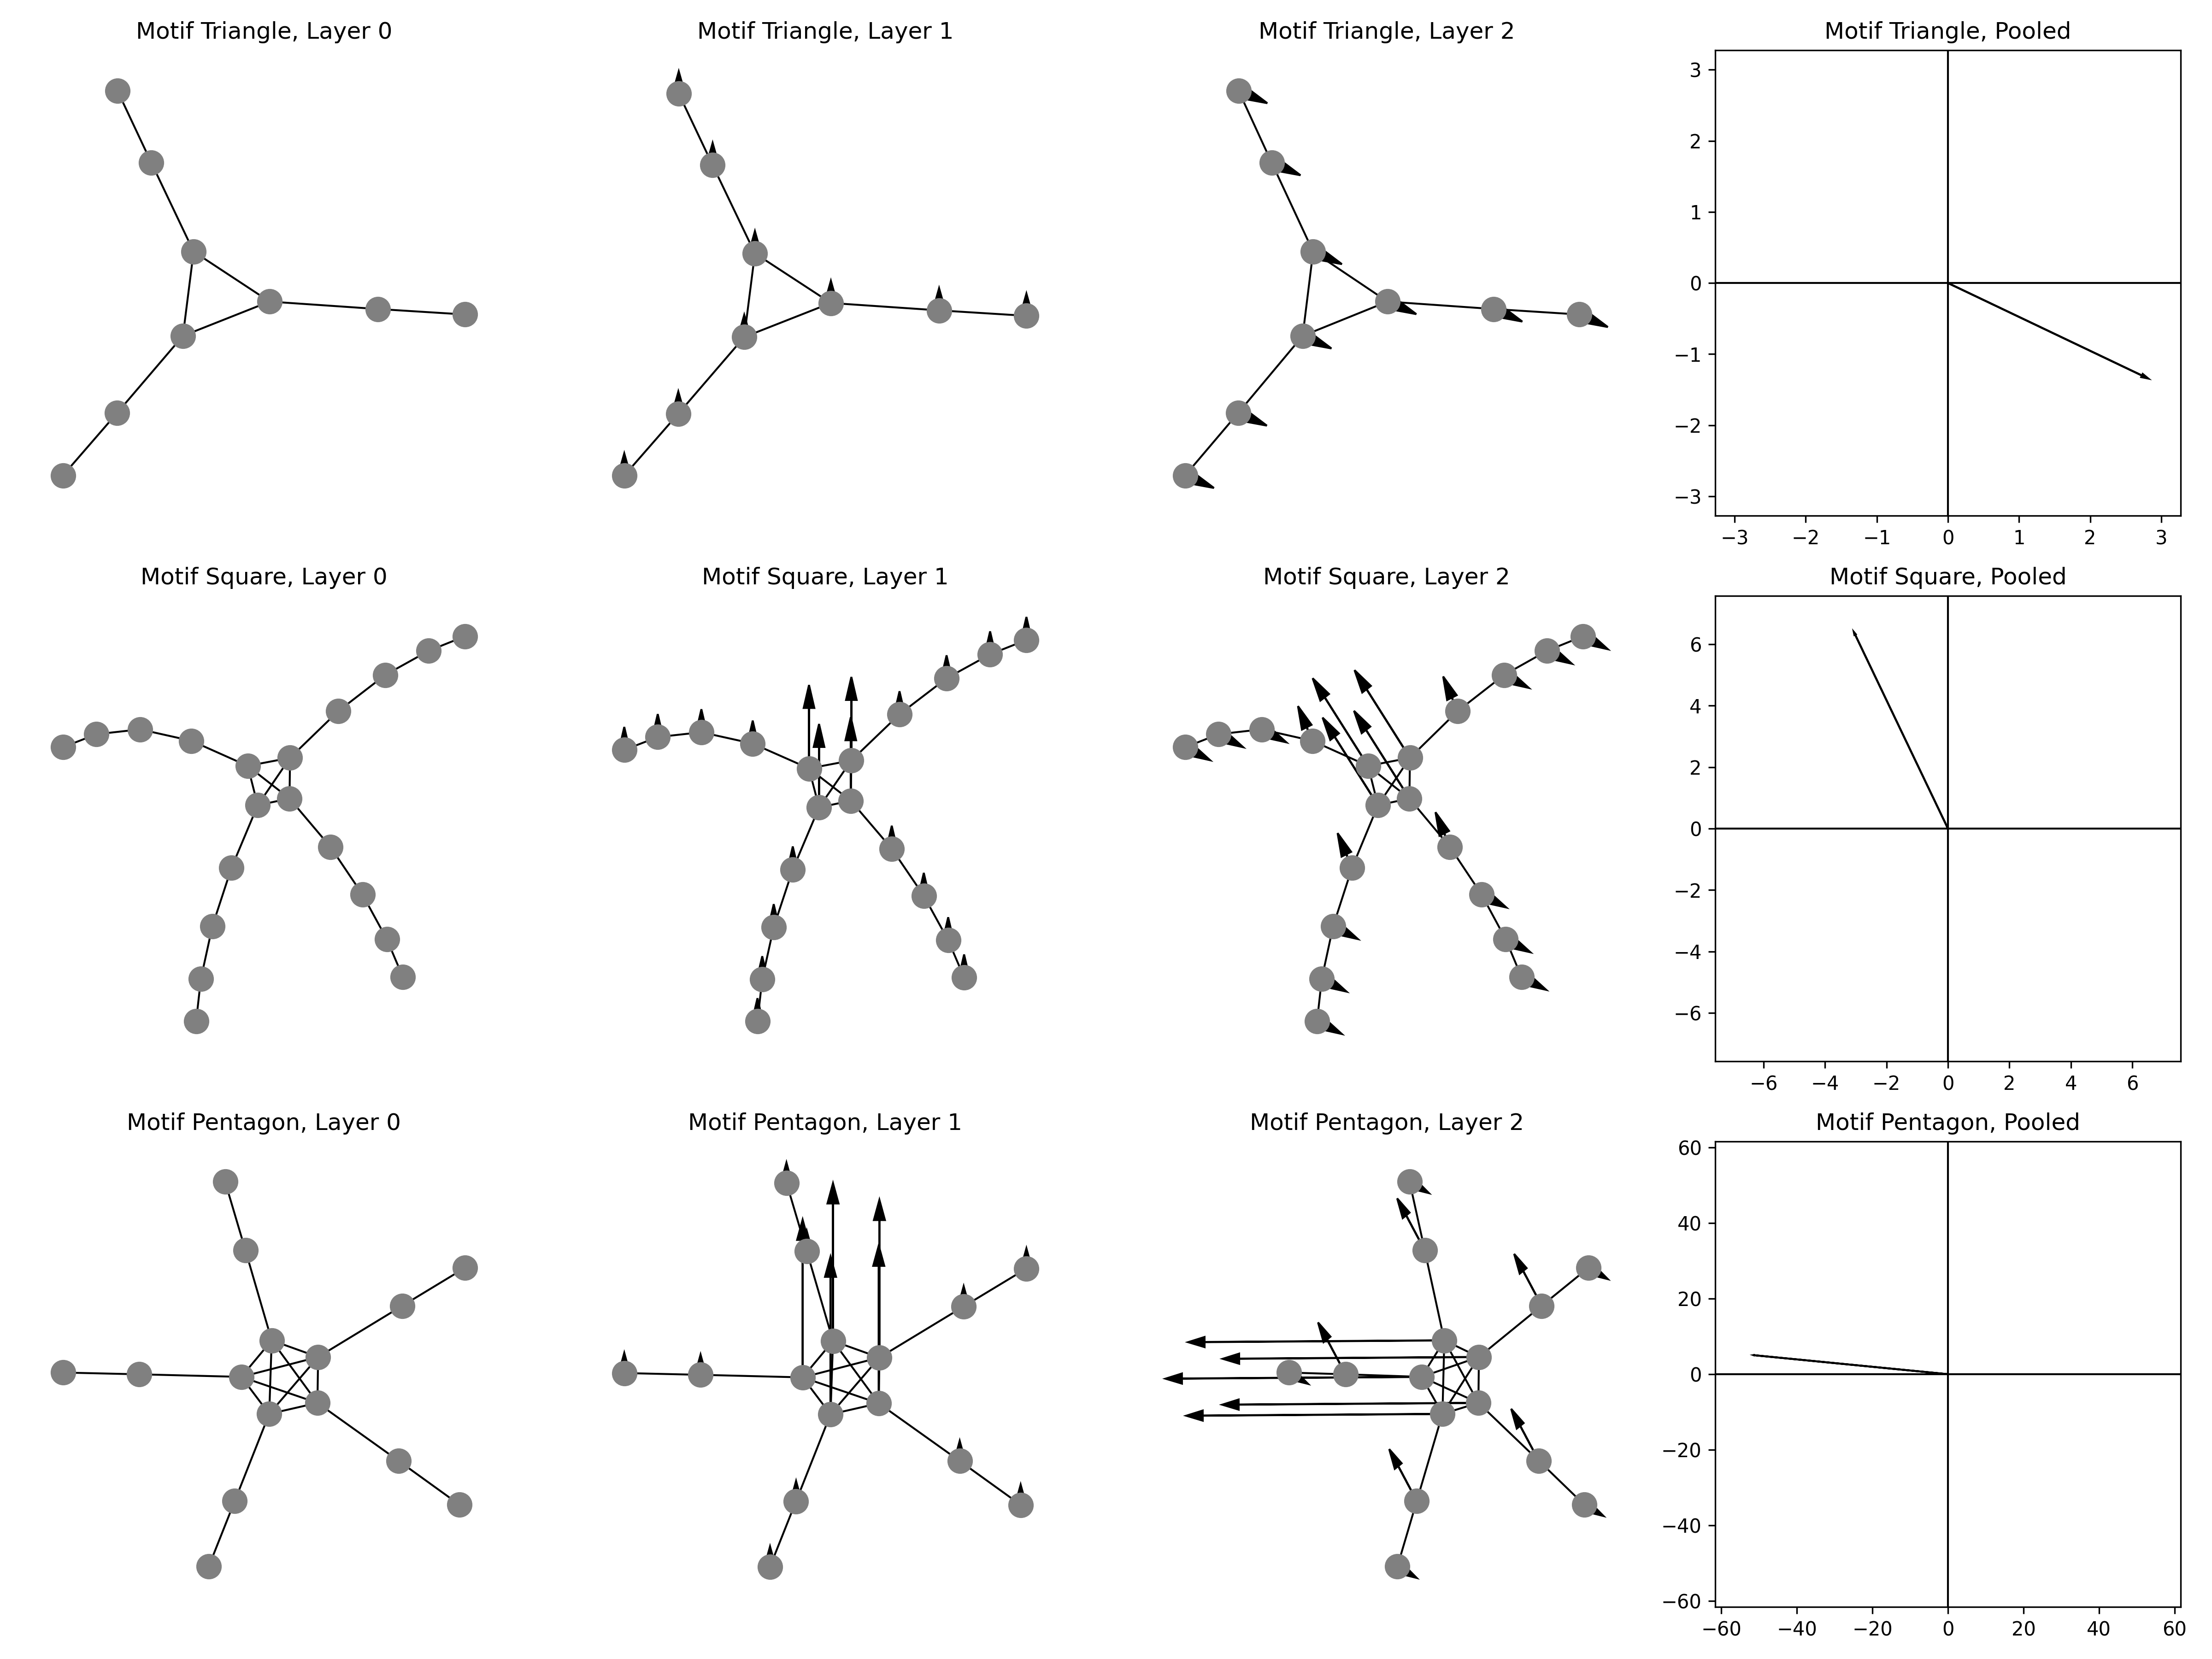 Motif Triangle, Layer 0
Motif Triangle, Layer 1
Motif Triangle, Layer 2
Motif Triangle, Pooled
3
2
1
0
−1
−2
−3
−3 −2 −1 0 1 2 3
Motif Square, Layer 0
Motif Square, Layer 1
Motif Square, Layer 2
Motif Square, Pooled
6
4
2
0
−2
−4
−6
−6 −4 −2 0 2 4 6
Motif Pentagon, Layer 0
Motif Pentagon, Layer 1
Motif Pentagon, Layer 2
Motif Pentagon, Pooled
60
40
20
0
−20
−40
−60
−60 −40 −20 0 20 40 60